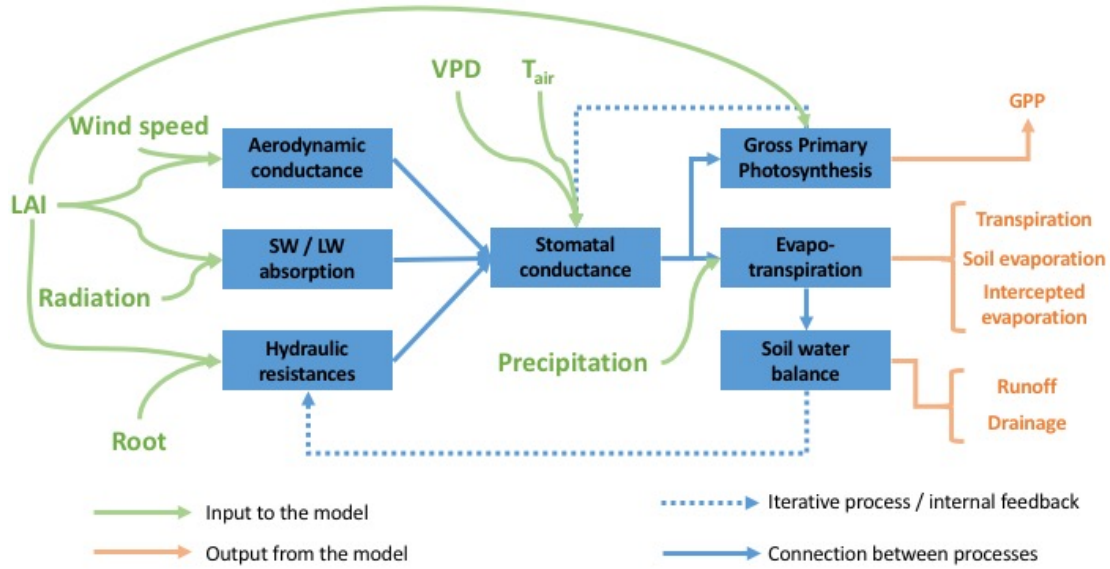 VPD
Tair
GPP
Wind speed
Aerodynamic
conductance
Gross Primary
Photosynthesis
LAI
SW / LW
absorption
Stomatal
conductance
Evapo-
transpiration
Transpiration
Soil evaporation
Intercepted
evaporation
Radiation
Hydraulic
resistances
Precipitation
Soil water
balance
Runoff
Drainage
Root
Input to the model
Iterative process / internal feedback
Output from the model
Connection between processes